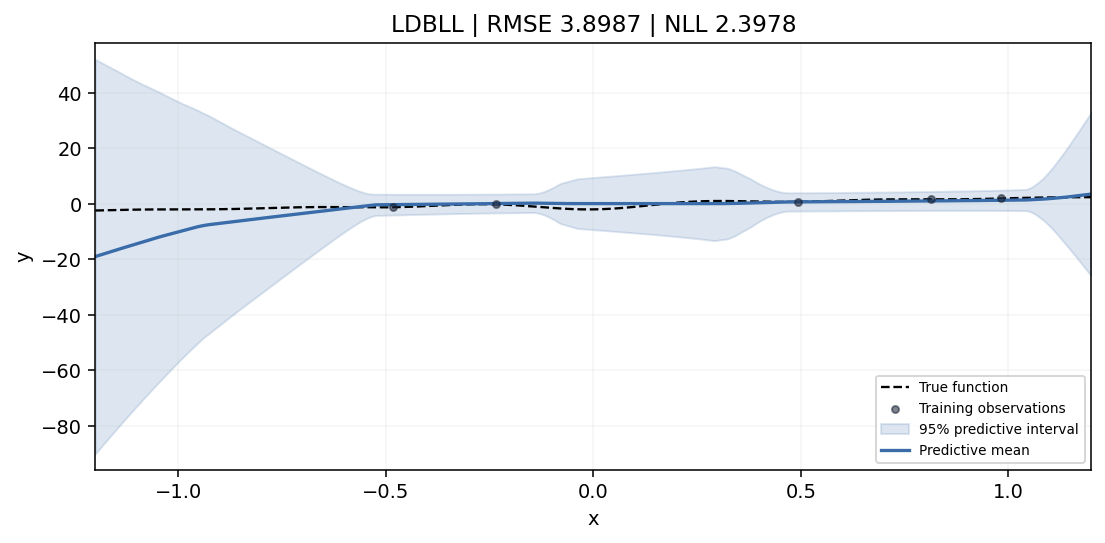 LDBLL | RMSE 3.8987 | NLL 2.3978
40
20
0
−20
−40
−60
−80
y
−1.0
−0.5
0.0
0.5
1.0
x
True function
Training observations
95% predictive interval
Predictive mean